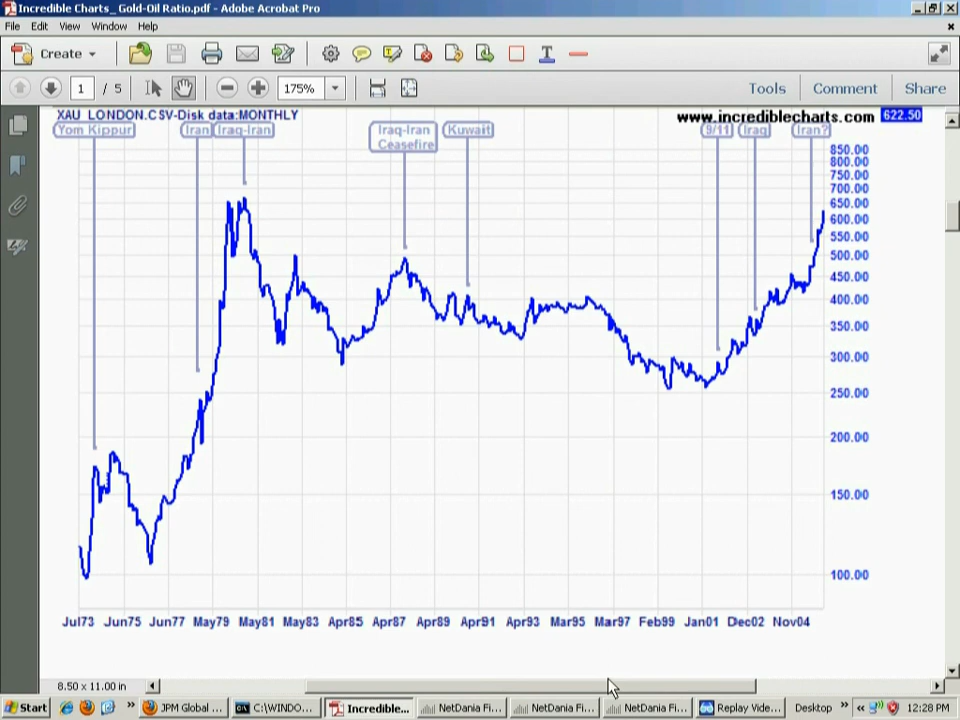 Incredible Charts_ Gold-Oil Ratio.pdf - Adobe Acrobat Pro
File Edit View Window Help
Create
1 / 5 175% Tools Comment Share
XAU_LONDON.CSV-Disk data:MONTHLY
www.incrediblecharts.com 622.50
Yom Kippur Iran Iraq-Iran Iraq-Iran Ceasefire Kuwait 9/11 Iraq Iran?
850.00
800.00
750.00
700.00
650.00
600.00
550.00
500.00
450.00
400.00
350.00
300.00
250.00
200.00
150.00
100.00
Jul73 Jun75 Jun77 May79 May81 May83 Apr85 Apr87 Apr89 Apr91 Apr93 Mar95 Mar97 Feb99 Jan01 Dec02 Nov04
8.50 x 11.00 in
Start JPM Global ... C:\WINDO... Incredible... NetDania Fi... NetDania Fi... NetDania Fi... Replay Vide... Desktop 12:28 PM